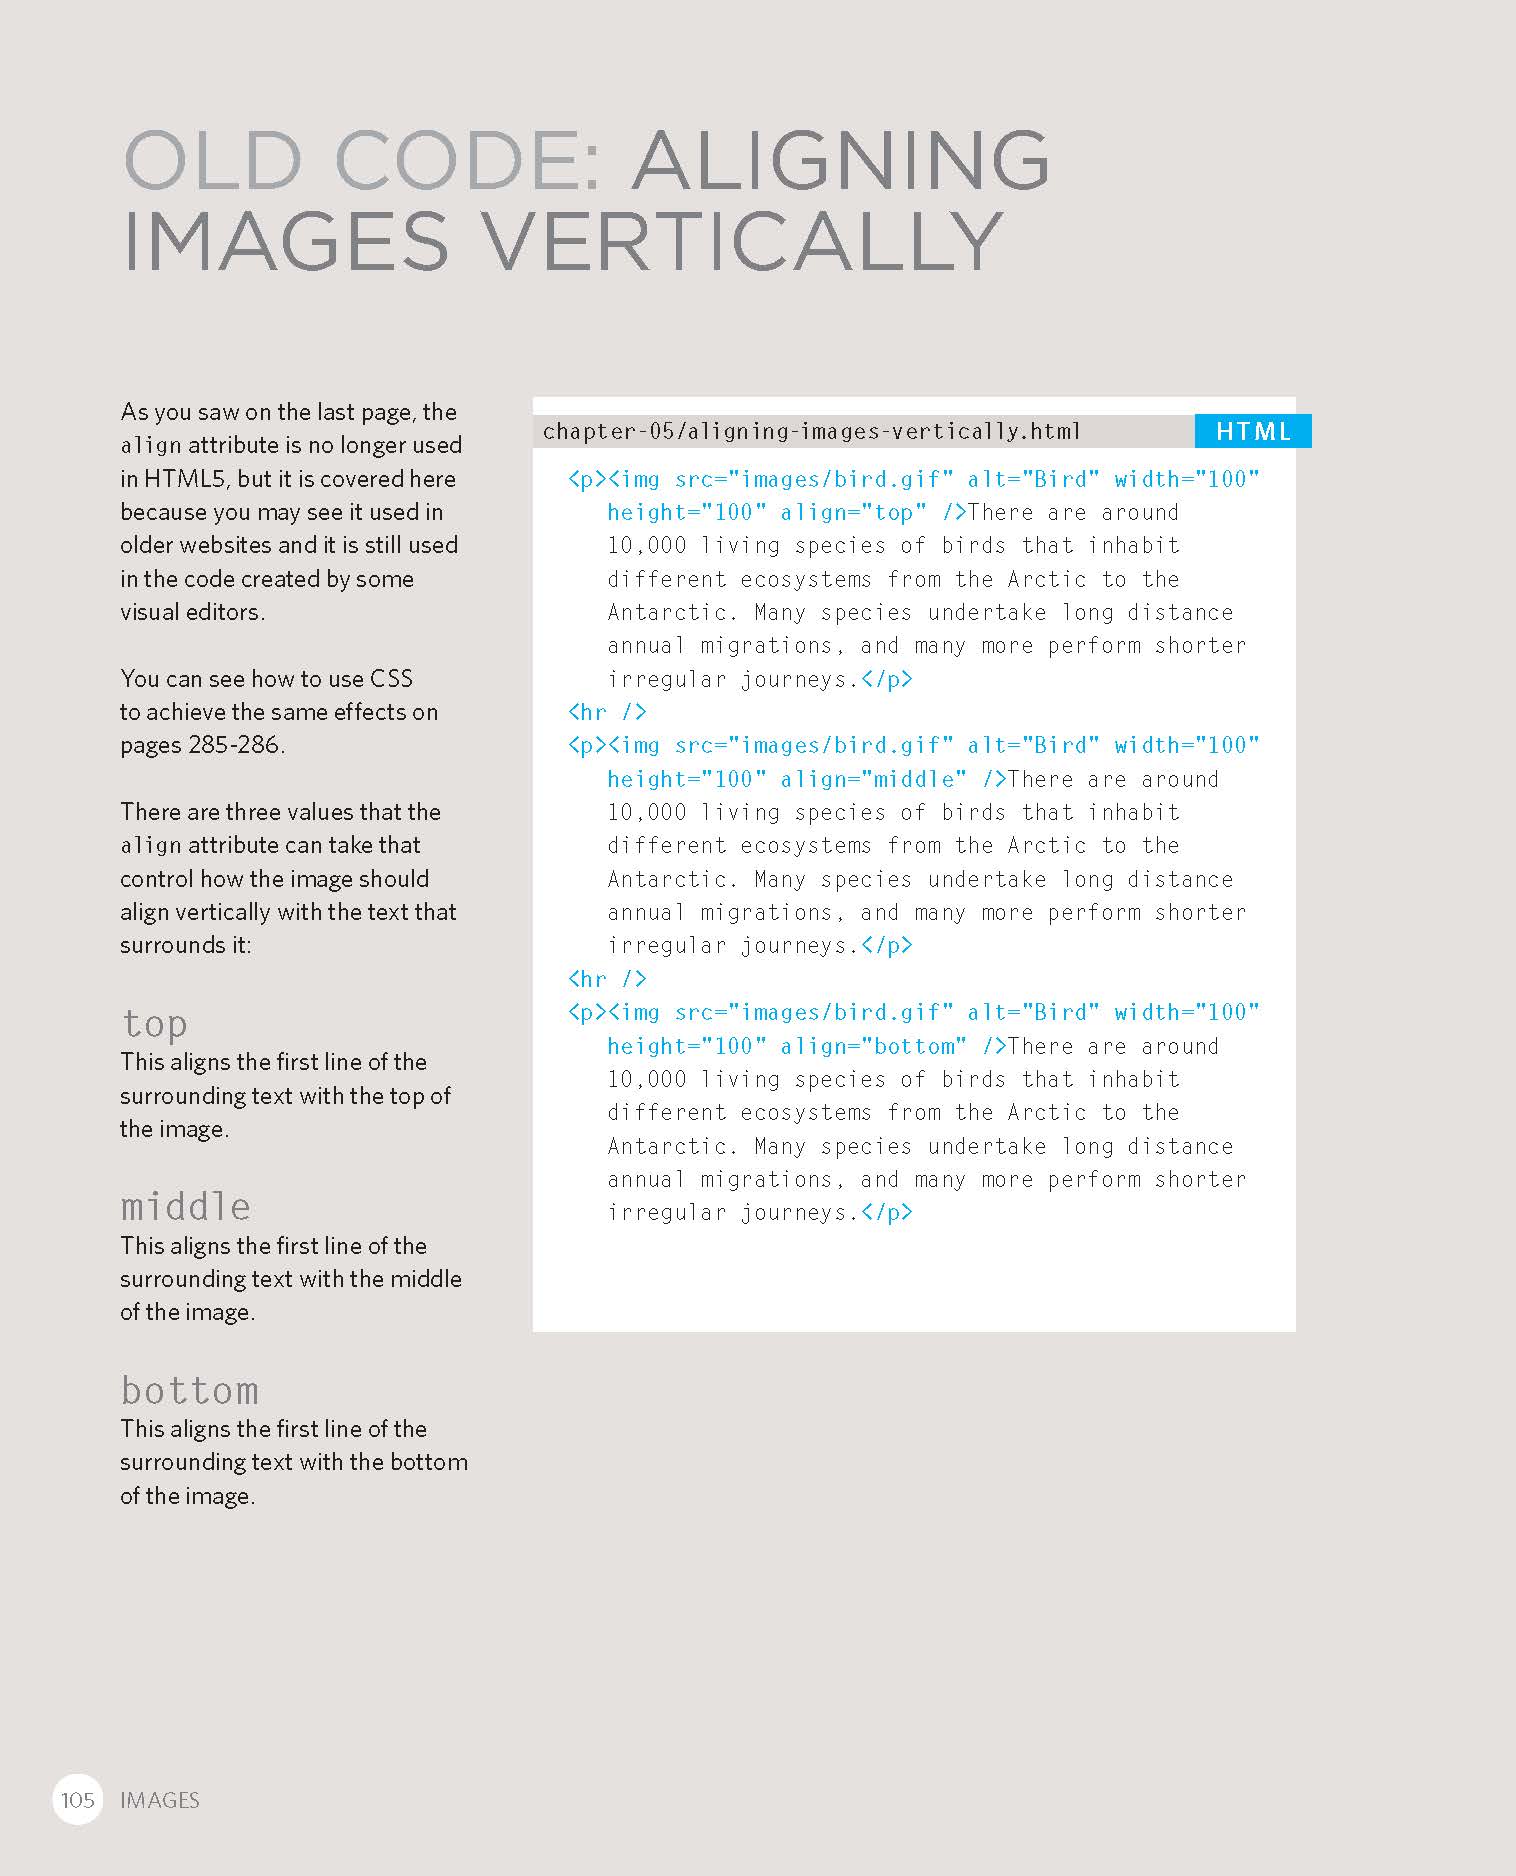 OLD CODE: ALIGNING
IMAGES VERTICALLY
As you saw on the last page, the
align attribute is no longer used
in HTML5, but it is covered here
because you may see it used in
older websites and it is still used
in the code created by some
visual editors.
You can see how to use CSS
to achieve the same effects on
pages 285-286.
There are three values that the
align attribute can take that
control how the image should
align vertically with the text that
surrounds it:
top
This aligns the first line of the
surrounding text with the top of
the image.
middle
This aligns the first line of the
surrounding text with the middle
of the image.
bottom
This aligns the first line of the
surrounding text with the bottom
of the image.
chapter-05/aligning-images-vertically.html HTML
<p><img src="images/bird.gif" alt="Bird" width="100"
height="100" align="top" />There are around
10,000 living species of birds that inhabit
different ecosystems from the Arctic to the
Antarctic. Many species undertake long distance
annual migrations, and many more perform shorter
irregular journeys.</p>
<hr />
<p><img src="images/bird.gif" alt="Bird" width="100"
height="100" align="middle" />There are around
10,000 living species of birds that inhabit
different ecosystems from the Arctic to the
Antarctic. Many species undertake long distance
annual migrations, and many more perform shorter
irregular journeys.</p>
<hr />
<p><img src="images/bird.gif" alt="Bird" width="100"
height="100" align="bottom" />There are around
10,000 living species of birds that inhabit
different ecosystems from the Arctic to the
Antarctic. Many species undertake long distance
annual migrations, and many more perform shorter
irregular journeys.</p>
105 IMAGES